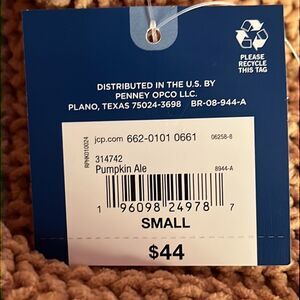 PLEASE
RECYCLE
THIS TAG
DISTRIBUTED IN THE U.S. BY
PENNEY OPCO LLC.
PLANO, TEXAS 75024-3698 BR-08-944-A
jcp.com 662-0101 0661 06258-8
RPNK010024
314742
Pumpkin Ale 8944-A
1 96098 24978 7
SMALL
$44